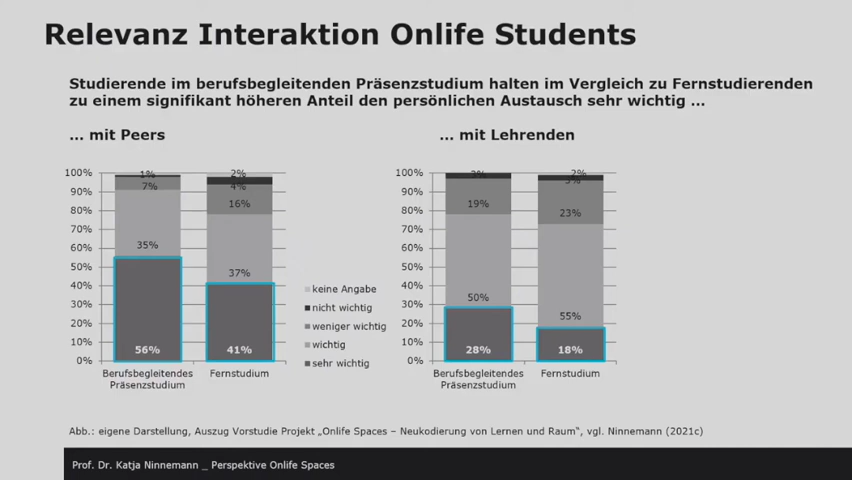 Relevanz Interaktion Onlife Students
Studierende im berufsbegleitenden Präsenzstudium halten im Vergleich zu Fernstudierenden
zu einem signifikant höheren Anteil den persönlichen Austausch sehr wichtig ...
... mit Peers
100%
90%
80%
70%
60%
50%
40%
30%
20%
10%
0%
1%
7%
35%
56%
2%
4%
16%
37%
41%
Berufsbegleitendes
Präsenzstudium
Fernstudium
keine Angabe
nicht wichtig
weniger wichtig
wichtig
sehr wichtig
... mit Lehrenden
100%
90%
80%
70%
60%
50%
40%
30%
20%
10%
0%
19%
50%
28%
2%
23%
55%
18%
Berufsbegleitendes
Präsenzstudium
Fernstudium
Abb.: eigene Darstellung, Auszug Vorstudie Projekt „Onlife Spaces – Neukodierung von Lernen und Raum“, vgl. Ninnemann (2021c)
Prof. Dr. Katja Ninnemann _ Perspektive Onlife Spaces